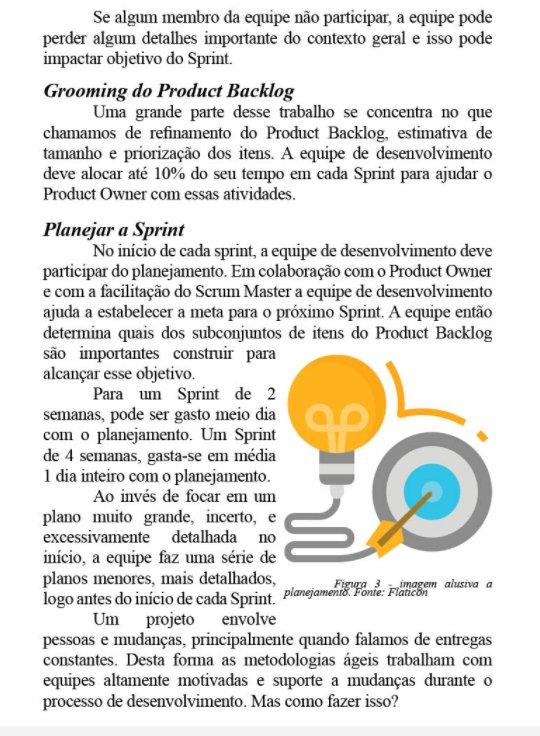 Se algum membro da equipe não participar, a equipe pode
perder algum detalhes importante do contexto geral e isso pode
impactar objetivo do Sprint.
Grooming do Product Backlog
Uma grande parte desse trabalho se concentra no que
chamamos de refinamento do Product Backlog, estimativa de
tamanho e priorização dos itens. A equipe de desenvolvimento
deve alocar até 10% do seu tempo em cada Sprint para ajudar o
Product Owner com essas atividades.
Planejar a Sprint
No início de cada sprint, a equipe de desenvolvimento deve
participar do planejamento. Em colaboração com o Product Owner
e com a facilitação do Scrum Master a equipe de desenvolvimento
ajuda a estabelecer a meta para o próximo Sprint. A equipe então
determina quais dos subconjuntos de itens do Product Backlog
são importantes construir para
alcançar esse objetivo.
Para um Sprint de 2
semanas, pode ser gasto meio dia
com o planejamento. Um Sprint
de 4 semanas, gasta-se em média
1 dia inteiro com o planejamento.
Ao invés de focar em um
plano muito grande, incerto, e
excessivamente detalhada no
início, a equipe faz uma série de
planos menores, mais detalhados,
logo antes do início de cada Sprint.
Figura 3 - imagem alusiva a
planejamento. Fonte: Flaticon
Um projeto envolve
pessoas e mudanças, principalmente quando falamos de entregas
constantes. Desta forma as metodologias ágeis trabalham com
equipes altamente motivadas e suporte a mudanças durante o
processo de desenvolvimento. Mas como fazer isso?